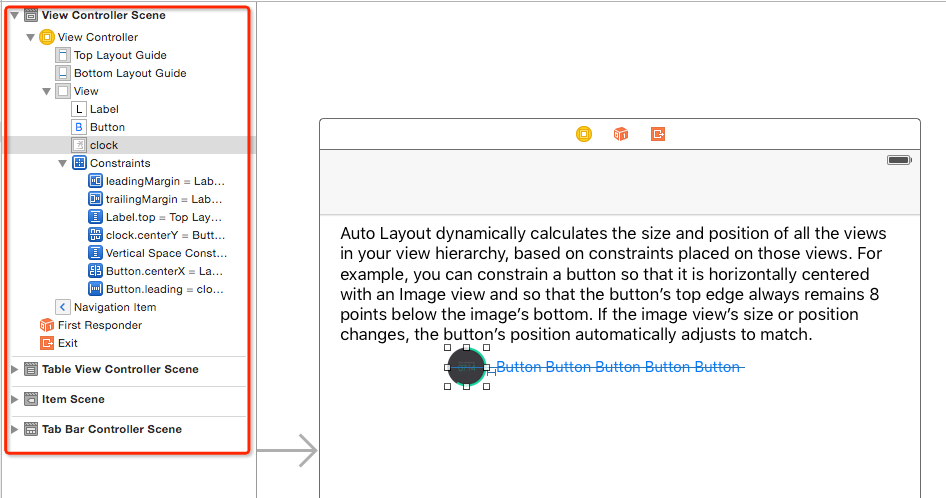 View Controller Scene
View Controller
Top Layout Guide
Bottom Layout Guide
View
L Label
B Button
clock
Constraints
leadingMargin = Lab...
trailingMargin = Lab...
Label.top = Top Lay...
clock.centerY = Butt...
Vertical Space Const...
Button.centerX = La...
Button.leading = clo...
Navigation Item
First Responder
Exit
Table View Controller Scene
Item Scene
Tab Bar Controller Scene
Auto Layout dynamically calculates the size and position of all the views
in your view hierarchy, based on constraints placed on those views. For
example, you can constrain a button so that it is horizontally centered
with an Image view and so that the button’s top edge always remains 8
points below the image’s bottom. If the image view’s size or position
changes, the button’s position automatically adjusts to match.
Button Button Button Button Button